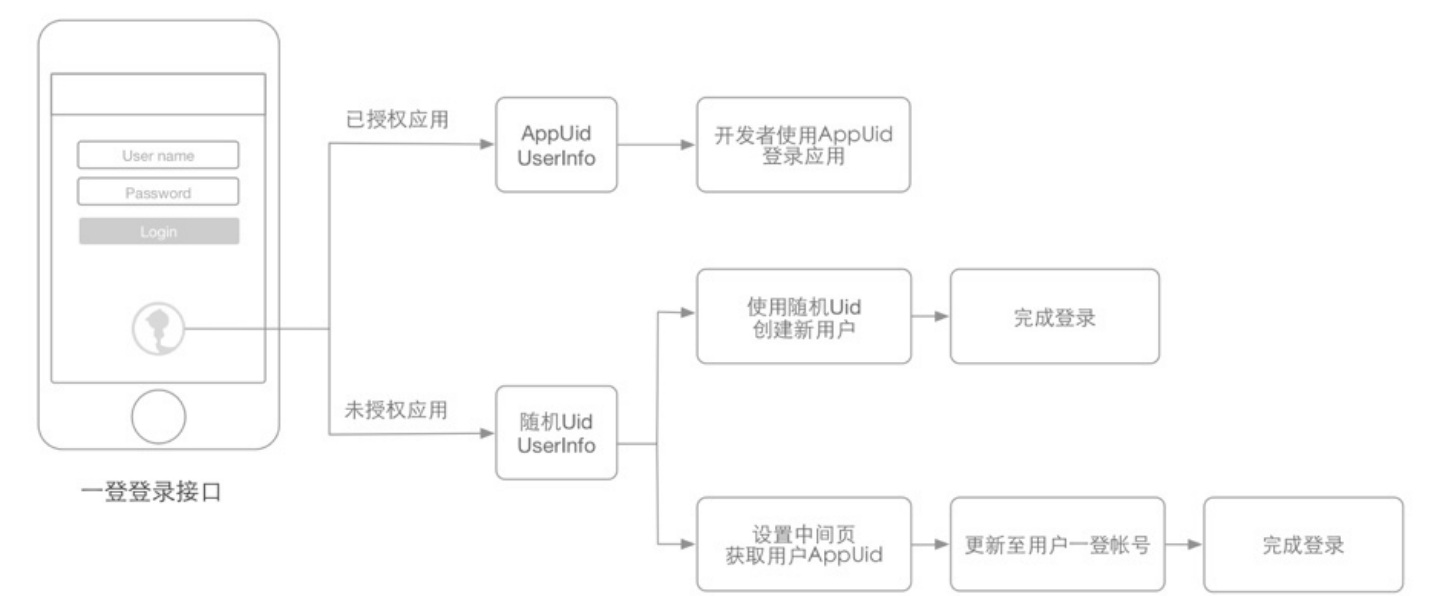 User name
Password
Login
一登登录接口
已授权应用
AppUid
UserInfo
开发者使用AppUid
登录应用
未授权应用
随机Uid
UserInfo
使用随机Uid
创建新用户
完成登录
设置中间页
获取用户AppUid
更新至用户一登帐号
完成登录